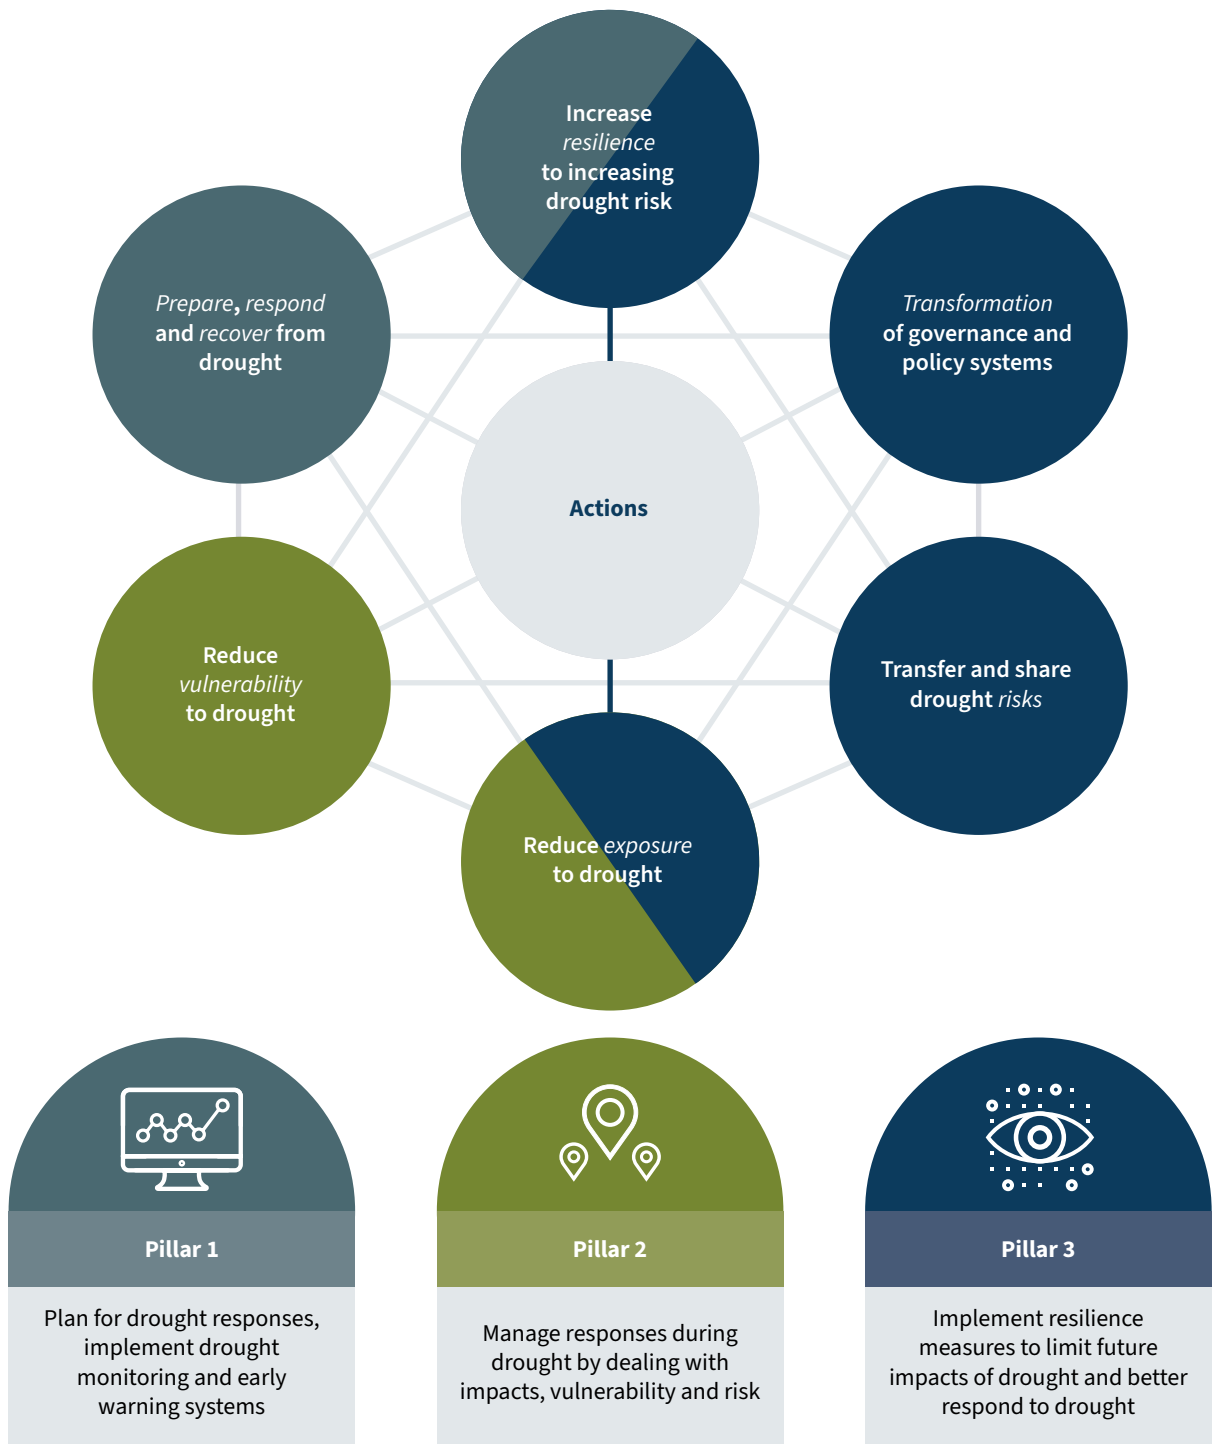 Increase
resilience
to increasing
drought risk
Prepare, respond
and recover from
drought
Transformation
of governance and
policy systems
Actions
Reduce
vulnerability
to drought
Transfer and share
drought risks
Reduce exposure
to drought
Pillar 1
Plan for drought responses,
implement drought
monitoring and early
warning systems
Pillar 2
Manage responses during
drought by dealing with
impacts, vulnerability and risk
Pillar 3
Implement resilience
measures to limit future
impacts of drought and better
respond to drought